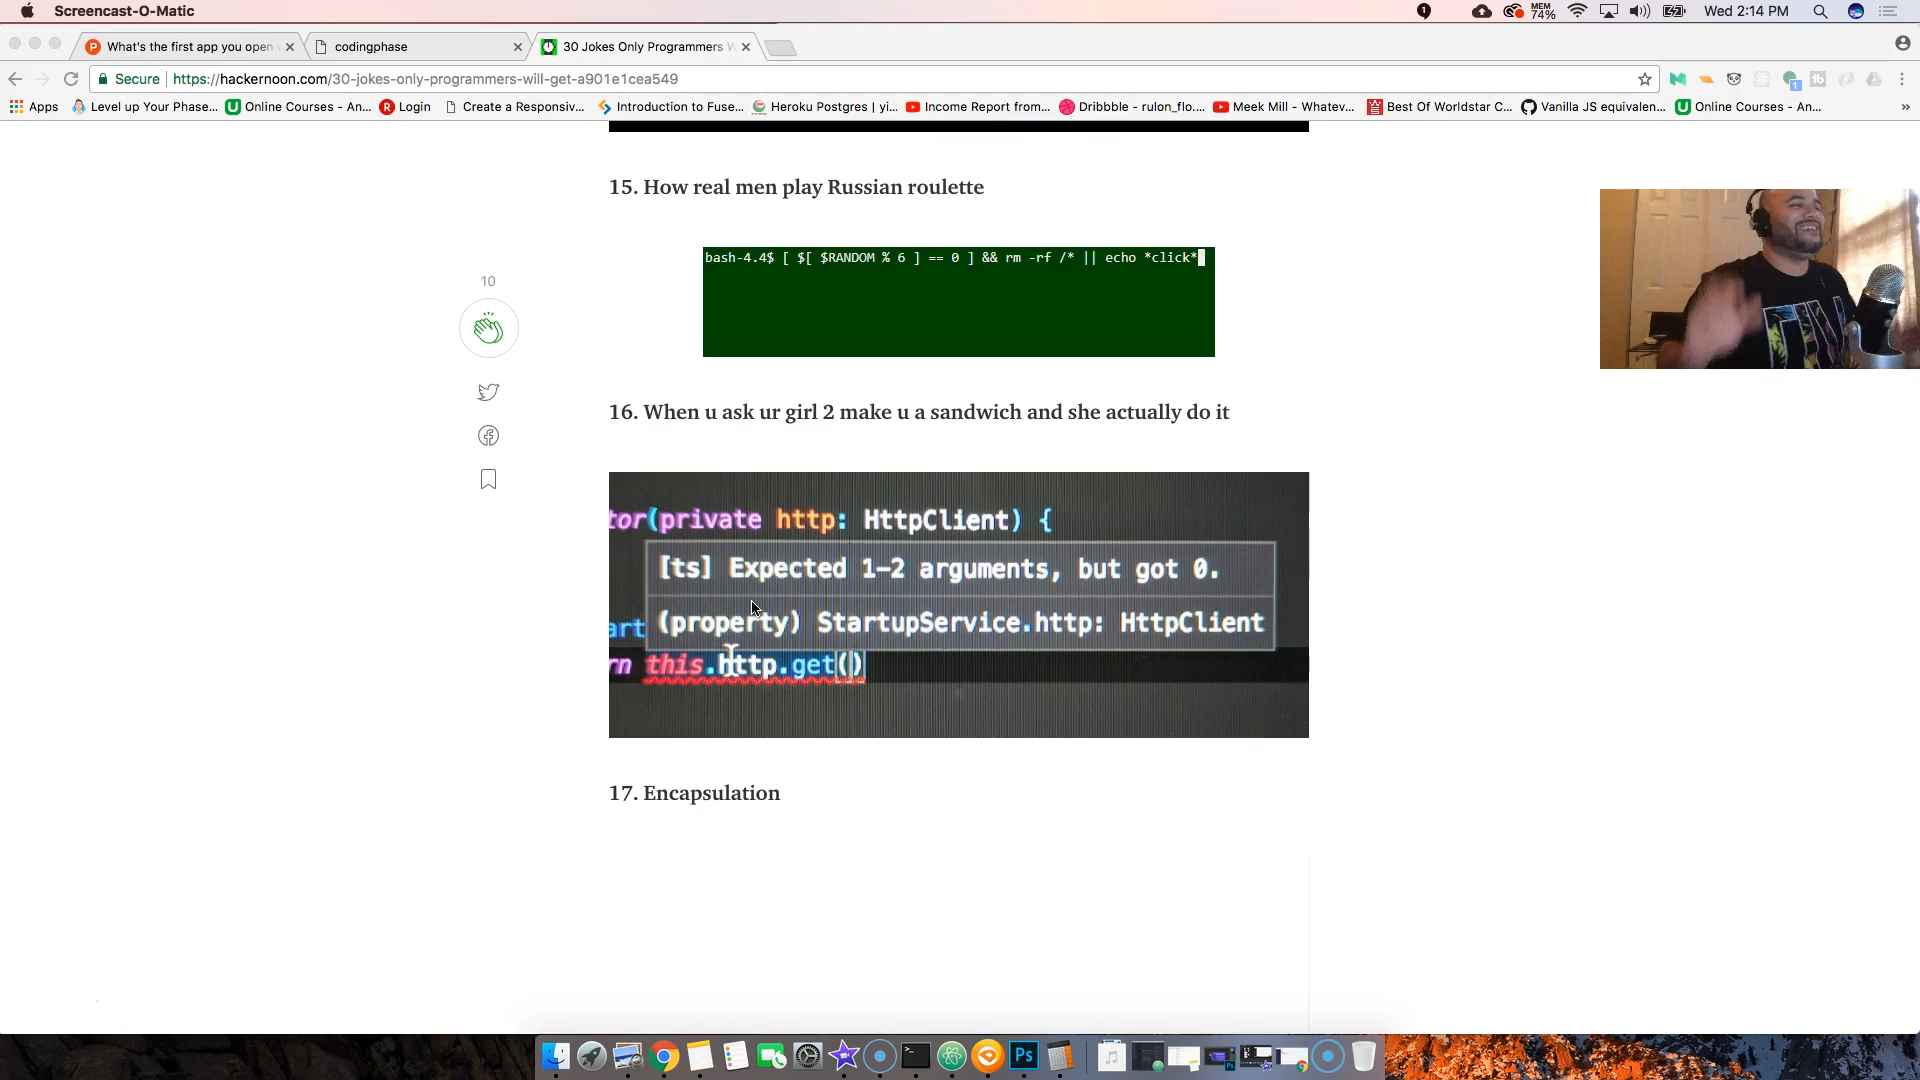 Screencast-O-Matic
MEM
74%
Wed 2:14 PM
What's the first app you open
codingphase
30 Jokes Only Programmers W
Secure
https://hackernoon.com/30-jokes-only-programmers-will-get-a901e1cea549
Apps
Level up Your Phase...
Online Courses - An...
Login
Create a Responsiv...
Introduction to Fuse...
Heroku Postgres | yi...
Income Report from...
Dribbble - rulon_flo....
Meek Mill - Whatev...
Best Of Worldstar C...
Vanilla JS equivalen...
Online Courses - An...
15. How real men play Russian roulette
bash-4.4$ [ $[ $RANDOM % 6 ] == 0 ] && rm -rf /* || echo *click*
10
16. When u ask ur girl 2 make u a sandwich and she actually do it
tor(private http: HttpClient) {
[ts] Expected 1-2 arguments, but got 0.
(property) StartupService.http: HttpClient
art
rn this.http.get()
17. Encapsulation
Ps